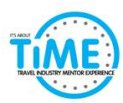 IT'S ABOUT
TiME
TRAVEL INDUSTRY MENTOR EXPERIENCE